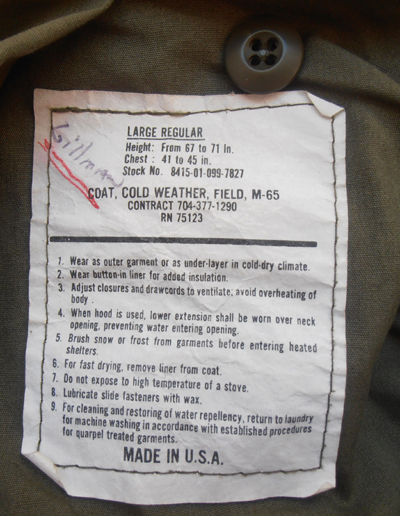 Gillman
LARGE REGULAR
Height: From 67 to 71 In.
Chest: 41 to 45 in.
Stock No. 8415-01-099-7827
COAT, COLD WEATHER, FIELD, M-65
CONTRACT 704-377-1290
RN 75123
1. Wear as outer garment or as under-layer in cold-dry climate.
2. Wear button-in liner for added insulation.
3. Adjust closures and drawcords to ventilate; avoid overheating of
body.
4. When hood is used, lower extension shall be worn over neck
opening, preventing water entering opening.
5. Brush snow or frost from garments before entering heated
shelters.
6. For fast drying, remove liner from coat.
7. Do not expose to high temperature of a stove.
8. Lubricate slide fasteners with wax.
9. For cleaning and restoring of water repellency, return to laundry
for machine washing in accordance with established procedures
for quarpel treated garments.
MADE IN U.S.A.